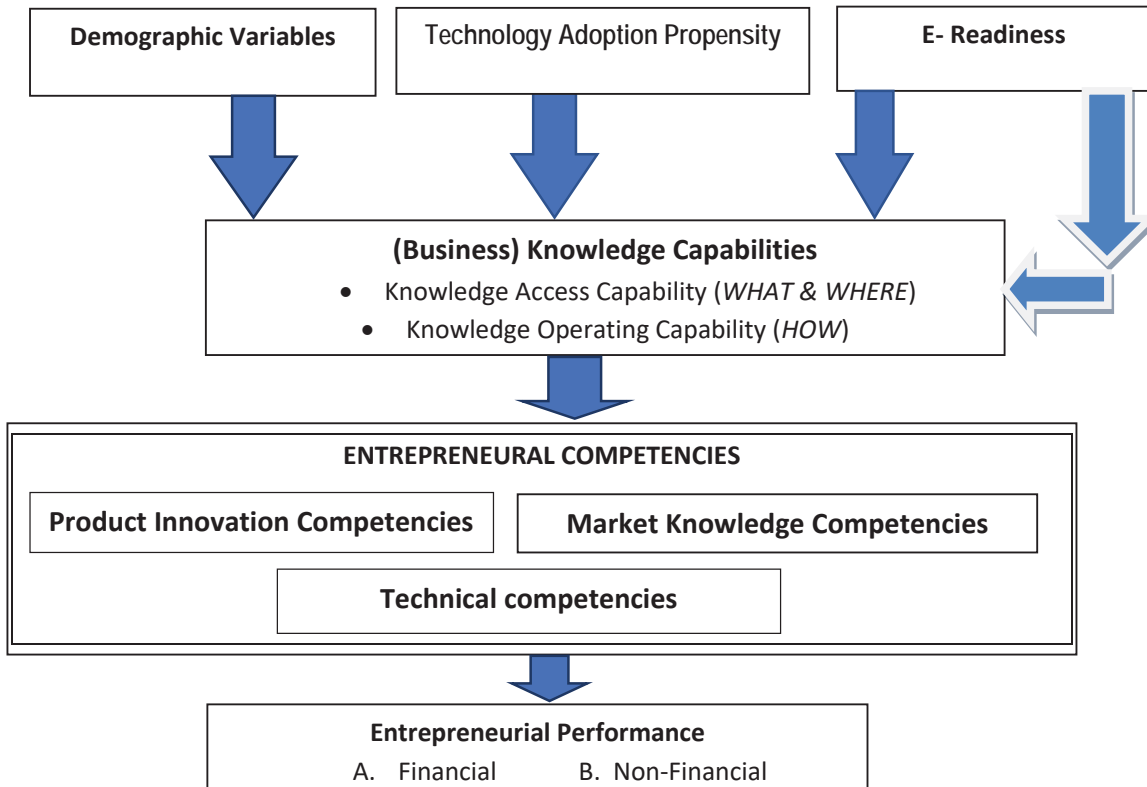 Demographic Variables
Technology Adoption Propensity
E- Readiness
(Business) Knowledge Capabilities
• Knowledge Access Capability (WHAT & WHERE)
• Knowledge Operating Capability (HOW)
ENTREPRENEURAL COMPETENCIES
Product Innovation Competencies
Market Knowledge Competencies
Technical competencies
Entrepreneurial Performance
A. Financial B. Non-Financial